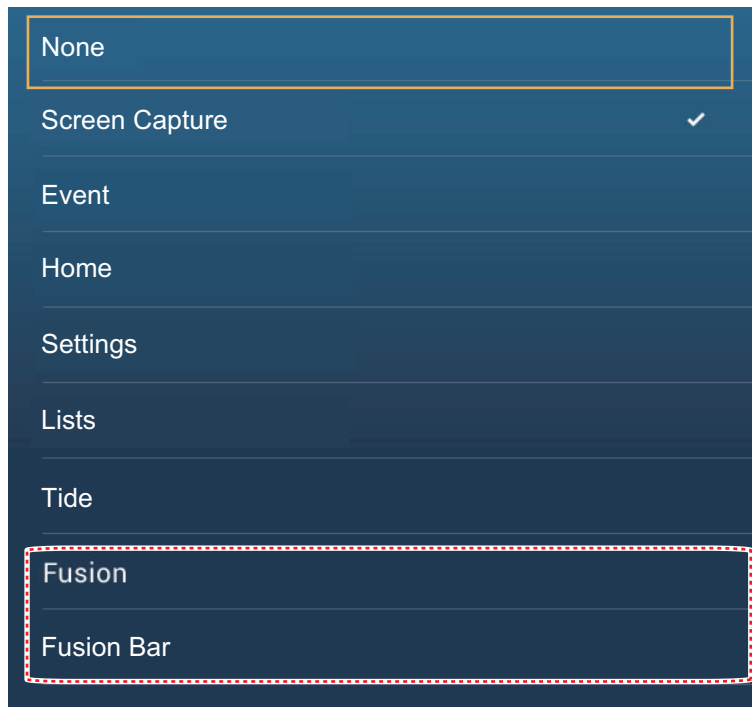 None
Screen Capture
Event
Home
Settings
Lists
Tide
Fusion
Fusion Bar